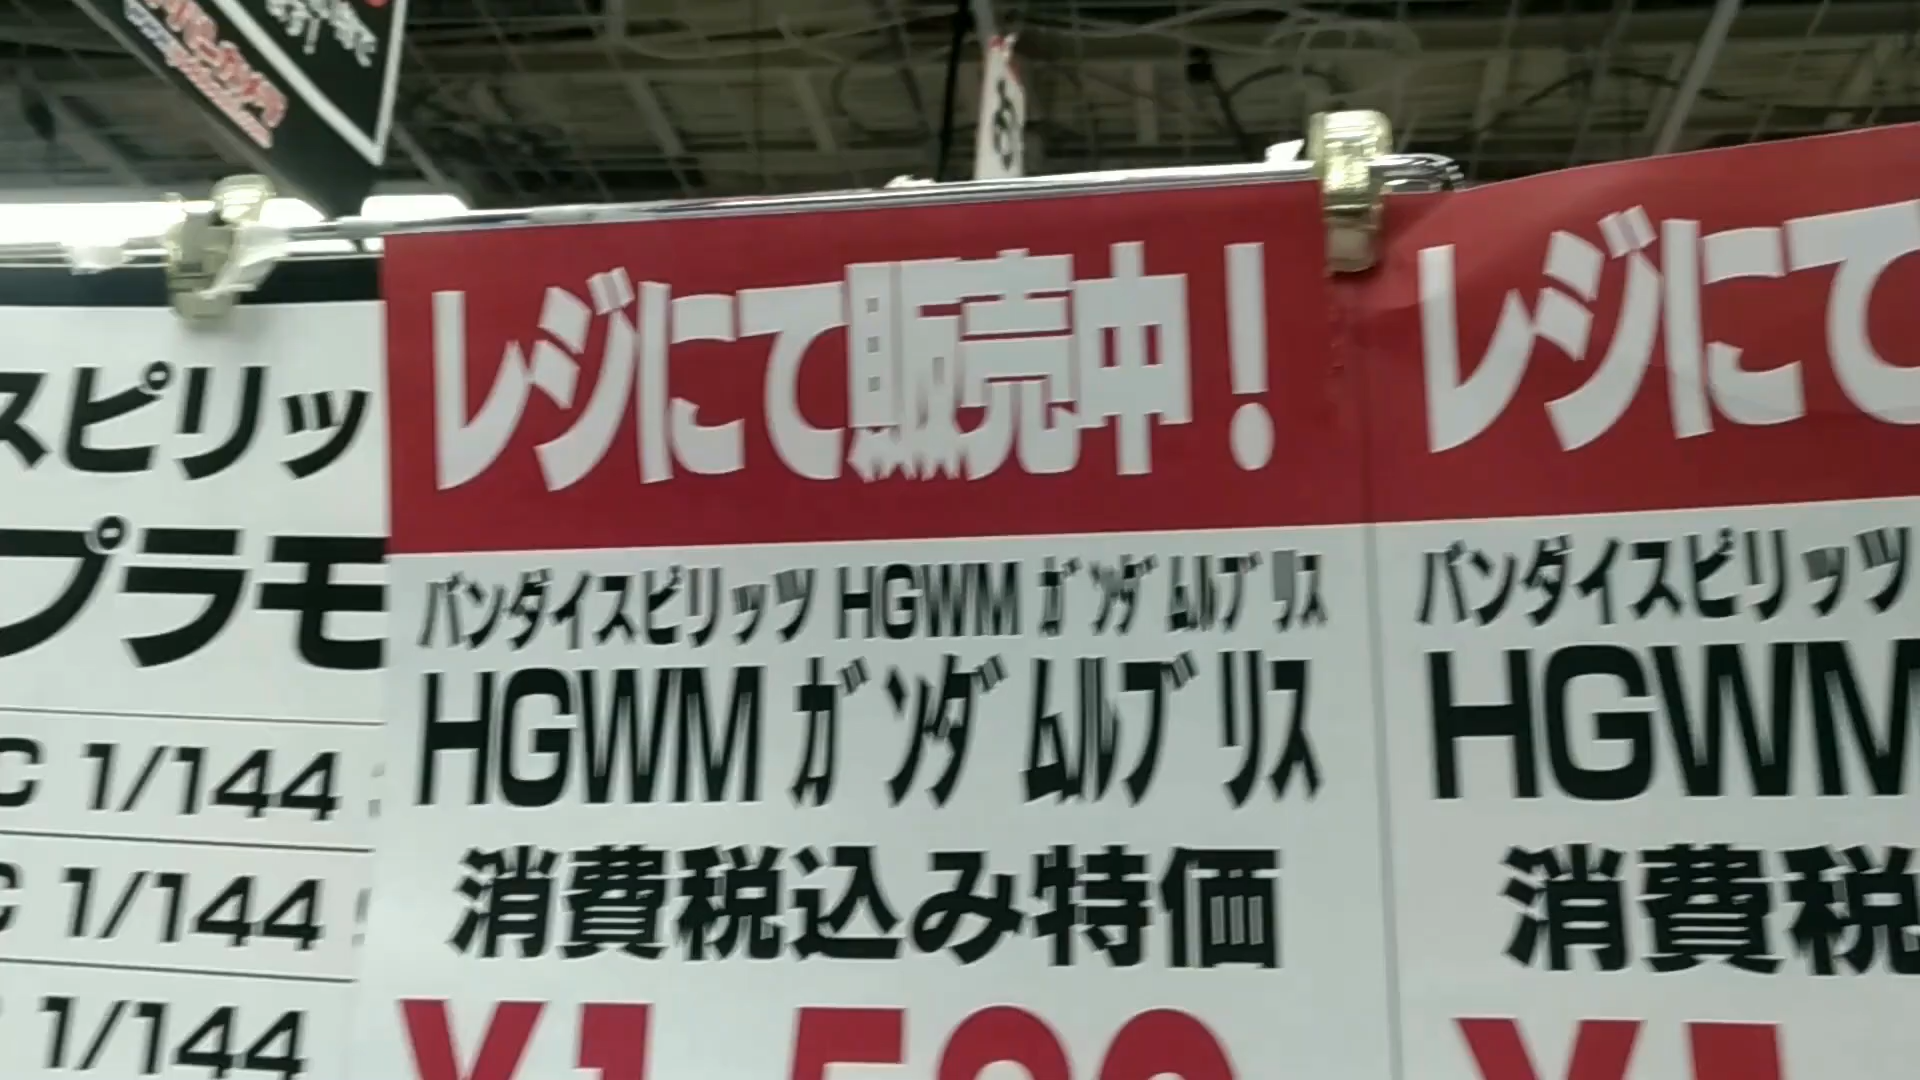 スピリッ
プラモ
1/144
1/144
1/144
レジにて販売中！
バンダイスピリッツ HGWM ガンダムルブリス
HGWM ガンダムルブリス
消費税込み特価
レジにて
バンダイスピリッツ
HGWM
消費税